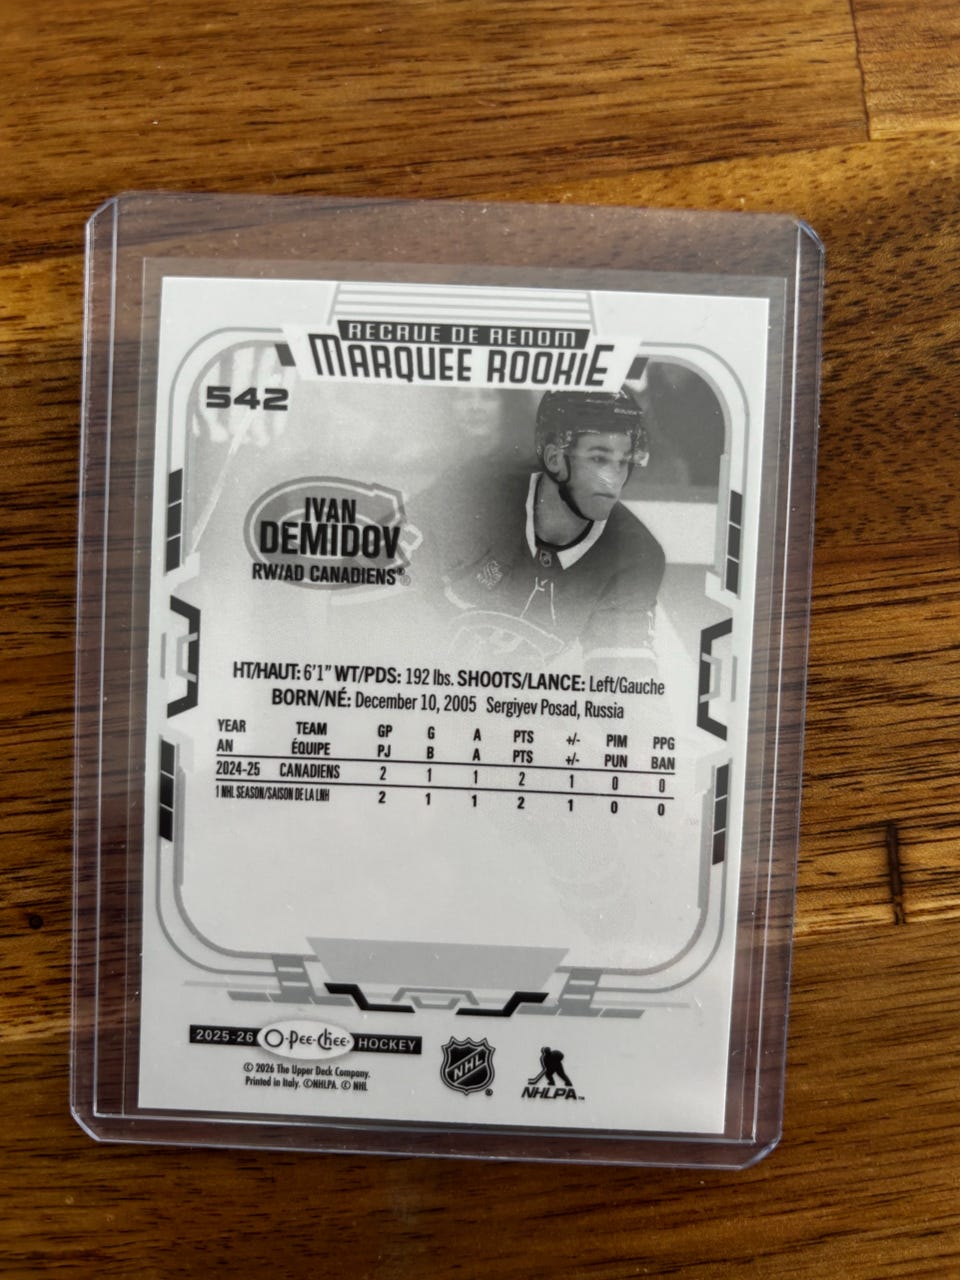 RECRUE DE RENOM
MARQUEE ROOKIE
542
IVAN
DEMIDOV
RW/AD CANADIENS®
HT/HAUT: 6'1" WT/PDS: 192 lbs. SHOOTS/LANCE: Left/Gauche
BORN/NÉ: December 10, 2005 Sergiyev Posad, Russia
YEAR TEAM GP G A PTS +/- PIM PPG
AN ÉQUIPE PJ B A PTS +/- PUN BAN
2024-25 CANADIENS 2 1 1 2 1 0 0
1 NHL SEASON/SAISON DE LA LNH 2 1 1 2 1 0 0
2025-26 O-Pee-Chee HOCKEY
© 2026 The Upper Deck Company.
Printed in Italy. ©NHLPA. © NHL
NHL®
NHLPA™